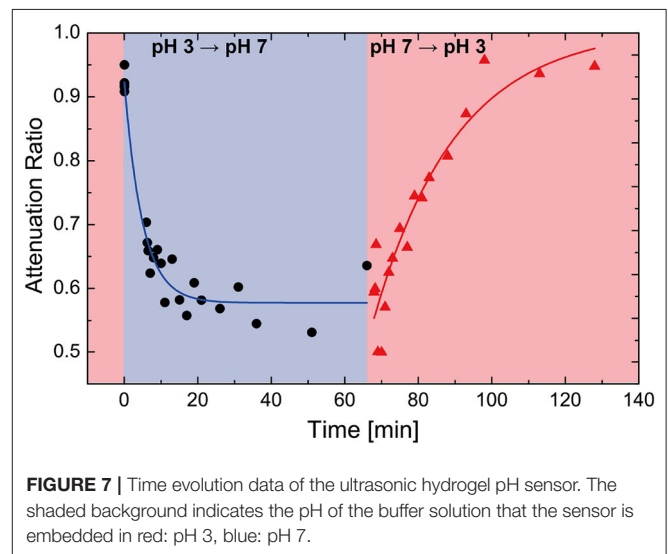 pH 3 → pH 7 pH 7 → pH 3
1.0
0.9
0.8
0.7
0.6
0.5
Attenuation Ratio
0 20 40 60 80 100 120 140
Time [min]
FIGURE 7 | Time evolution data of the ultrasonic hydrogel pH sensor. The
shaded background indicates the pH of the buffer solution that the sensor is
embedded in red: pH 3, blue: pH 7.